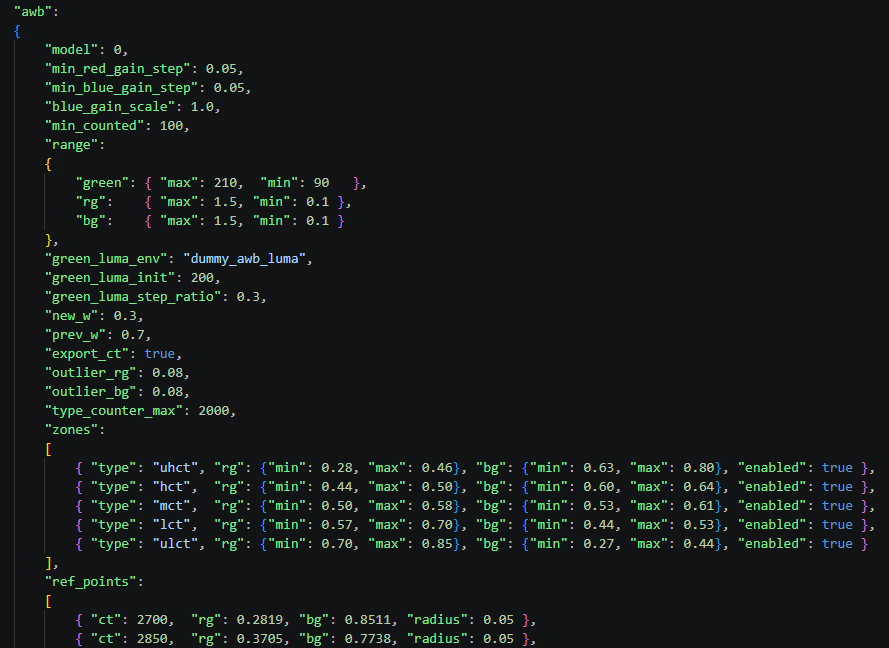 "awb":
{
"model": 0,
"min_red_gain_step": 0.05,
"min_blue_gain_step": 0.05,
"blue_gain_scale": 1.0,
"min_counted": 100,
"range":
{
"green": { "max": 210,  "min": 90   },
"rg":    { "max": 1.5, "min": 0.1 },
"bg":    { "max": 1.5, "min": 0.1 }
},
"green_luma_env": "dummy_awb_luma",
"green_luma_init": 200,
"green_luma_step_ratio": 0.3,
"new_w": 0.3,
"prev_w": 0.7,
"export_ct": true,
"outlier_rg": 0.08,
"outlier_bg": 0.08,
"type_counter_max": 2000,
"zones":
[
{ "type": "uhct", "rg": {"min": 0.28, "max": 0.46}, "bg": {"min": 0.63, "max": 0.80}, "enabled": true },
{ "type": "hct",  "rg": {"min": 0.44, "max": 0.50}, "bg": {"min": 0.60, "max": 0.64}, "enabled": true },
{ "type": "mct",  "rg": {"min": 0.50, "max": 0.58}, "bg": {"min": 0.53, "max": 0.61}, "enabled": true },
{ "type": "lct",  "rg": {"min": 0.57, "max": 0.70}, "bg": {"min": 0.44, "max": 0.53}, "enabled": true },
{ "type": "ulct", "rg": {"min": 0.70, "max": 0.85}, "bg": {"min": 0.27, "max": 0.44}, "enabled": true }
],
"ref_points":
[
{ "ct": 2700,  "rg": 0.2819, "bg": 0.8511, "radius": 0.05 },
{ "ct": 2850,  "rg": 0.3705, "bg": 0.7738, "radius": 0.05 },